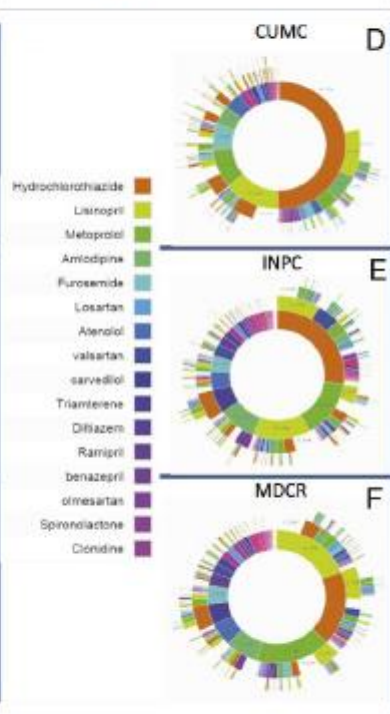 CUMC
D
Hydrochlorothiazide
Lisinopril
Metoprolol
Amlodipine
Furosemide
Losartan
Atenolol
valsartan
carvedilol
Triamterene
Diltiazem
Ramipril
benazepril
olmesartan
Spironolactone
Clonidine
INPC
E
MDCR
F